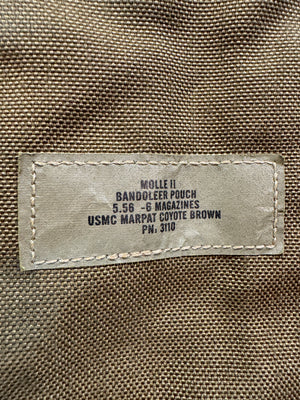 MOLLE II
BANDOLEER POUCH
5.56 -6 MAGAZINES
USMC MARPAT COYOTE BROWN
PN: 3110